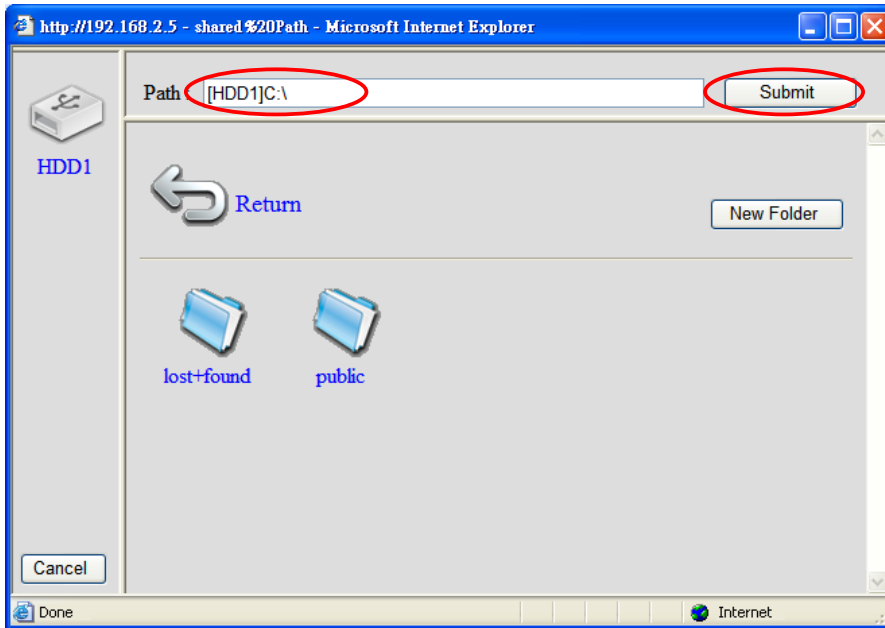 http://192.168.2.5 - shared%20Path - Microsoft Internet Explorer
Path : [HDD1]C:\ Submit
HDD1
Return
New Folder
lost+found public
Cancel
Done Internet